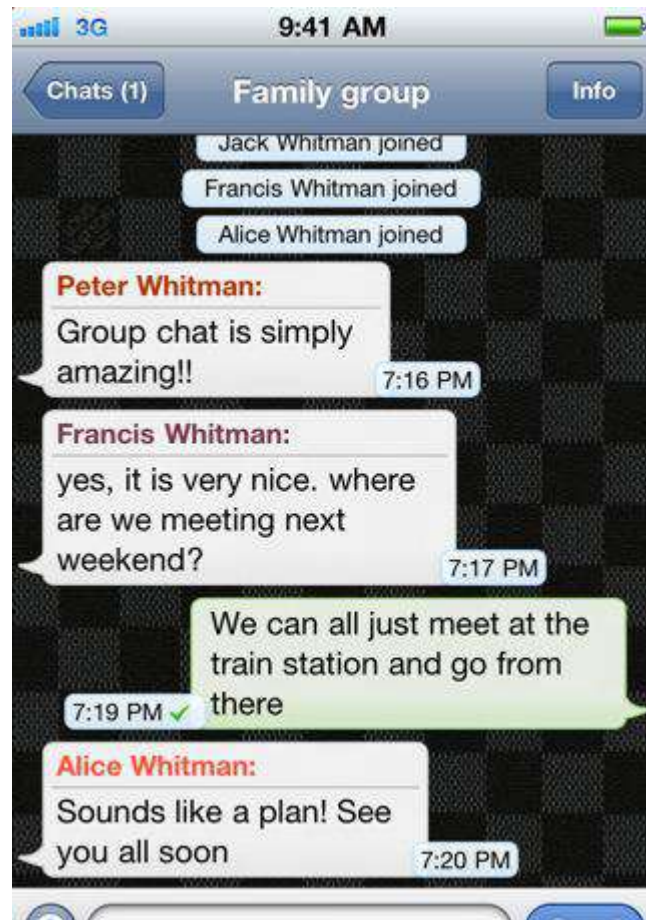 3G 9:41 AM
Chats (1) Family group Info
Jack Whitman joined
Francis Whitman joined
Alice Whitman joined
Peter Whitman:
Group chat is simply
amazing!!
7:16 PM
Francis Whitman:
yes, it is very nice. where
are we meeting next
weekend?
7:17 PM
We can all just meet at the
train station and go from
there
7:19 PM
Alice Whitman:
Sounds like a plan! See
you all soon
7:20 PM